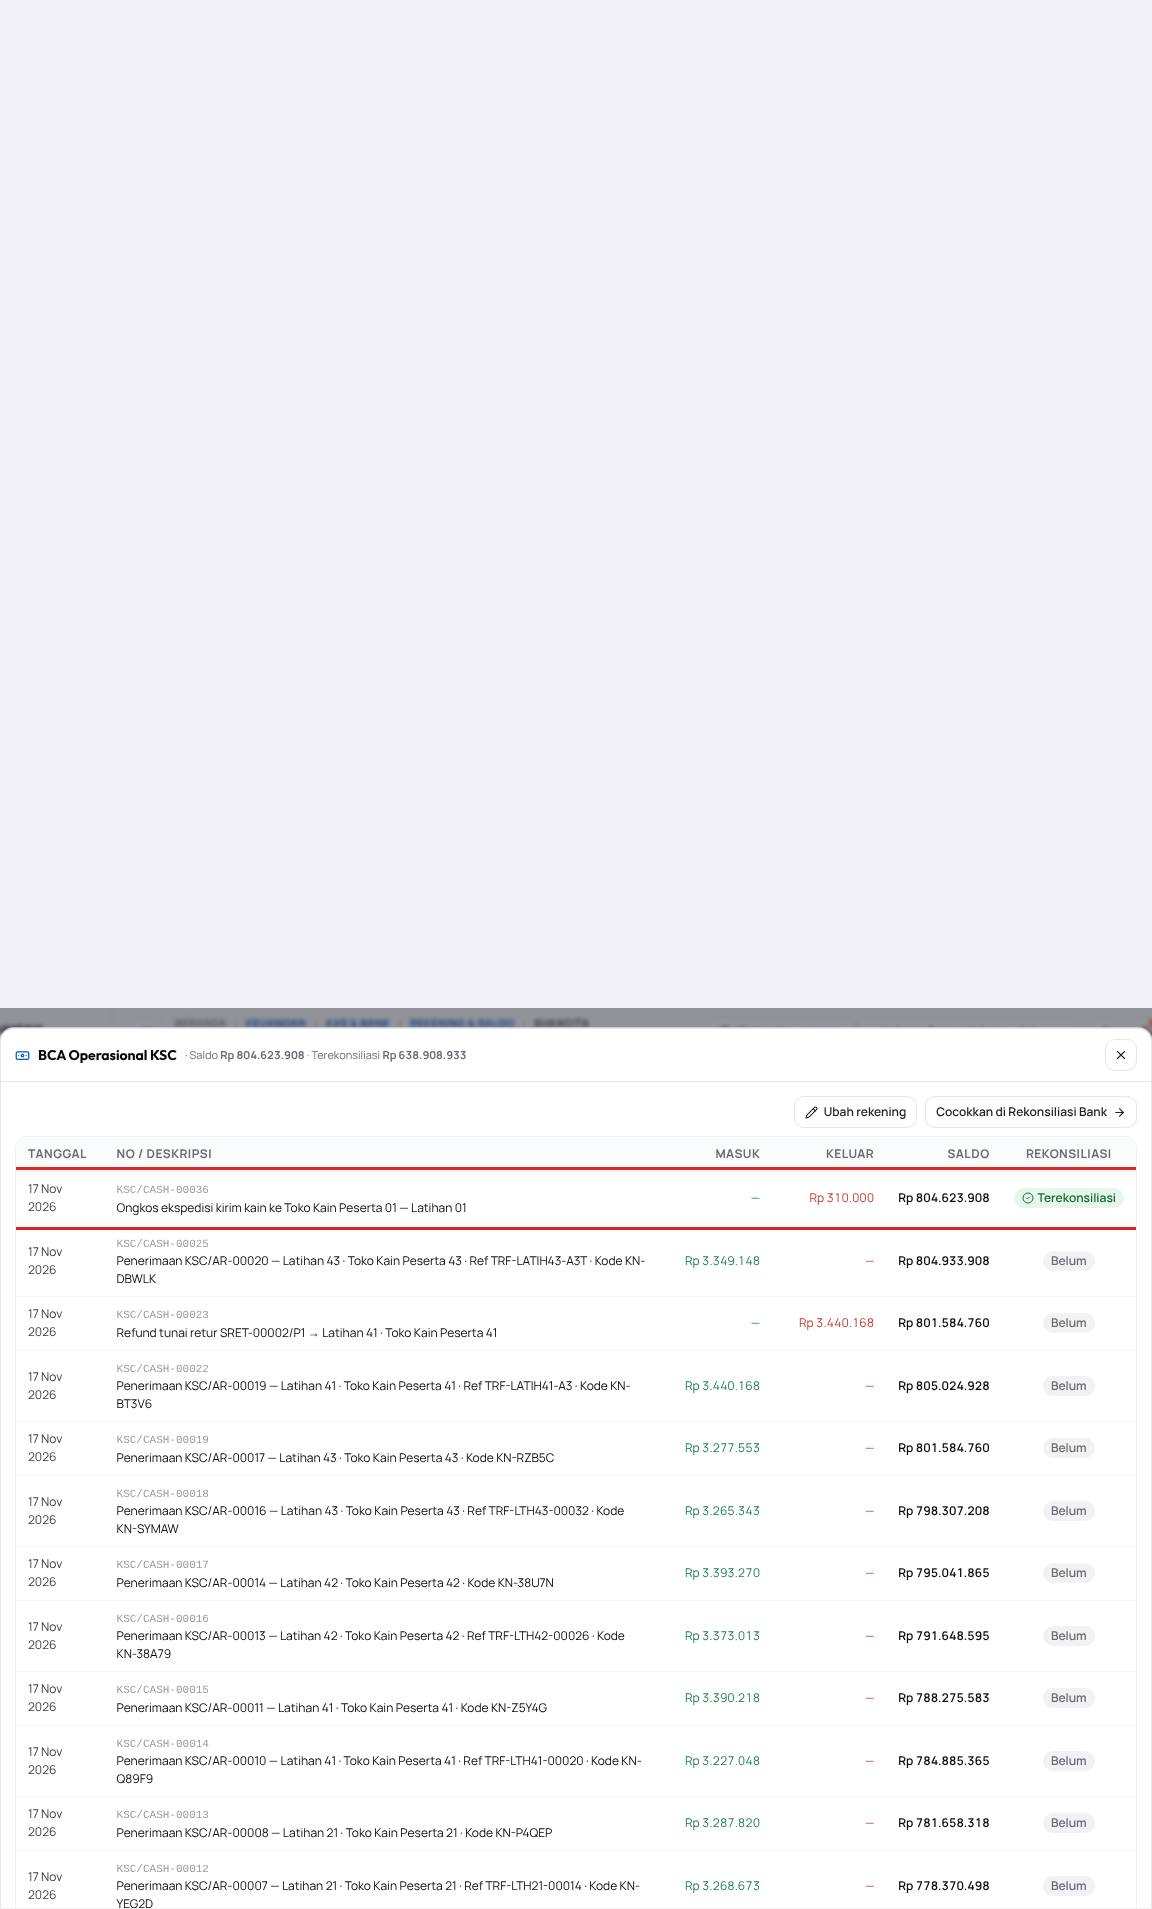 BERANDA KEUANGAN KAS & BANK REKENING & SALDO
BCA Operasional KSC · Saldo Rp 804.623.908 · Terekonsiliasi Rp 638.908.933
Ubah rekening
Cocokkan di Rekonsiliasi Bank →
TANGGAL NO / DESKRIPSI MASUK KELUAR SALDO REKONSILIASI
17 Nov 2026
KSC/CASH-00036
Ongkos ekspedisi kirim kain ke Toko Kain Peserta 01 — Latihan 01
— Rp 310.000 Rp 804.623.908 Terekonsiliasi
17 Nov 2026
KSC/CASH-00025
Penerimaan KSC/AR-00020 — Latihan 43 · Toko Kain Peserta 43 · Ref TRF-LATIH43-A3T · Kode KN-
DBWLK
Rp 3.349.148 — Rp 804.933.908 Belum
17 Nov 2026
KSC/CASH-00023
Refund tunai retur SRET-00002/P1 → Latihan 41 · Toko Kain Peserta 41
— Rp 3.440.168 Rp 801.584.760 Belum
17 Nov 2026
KSC/CASH-00022
Penerimaan KSC/AR-00019 — Latihan 41 · Toko Kain Peserta 41 · Ref TRF-LATIH41-A3 · Kode KN-
BT3V6
Rp 3.440.168 — Rp 805.024.928 Belum
17 Nov 2026
KSC/CASH-00019
Penerimaan KSC/AR-00017 — Latihan 43 · Toko Kain Peserta 43 · Kode KN-RZB5C
Rp 3.277.553 — Rp 801.584.760 Belum
17 Nov 2026
KSC/CASH-00018
Penerimaan KSC/AR-00016 — Latihan 43 · Toko Kain Peserta 43 · Ref TRF-LTH43-00032 · Kode
KN-SYMAW
Rp 3.265.343 — Rp 798.307.208 Belum
17 Nov 2026
KSC/CASH-00017
Penerimaan KSC/AR-00014 — Latihan 42 · Toko Kain Peserta 42 · Kode KN-38U7N
Rp 3.393.270 — Rp 795.041.865 Belum
17 Nov 2026
KSC/CASH-00016
Penerimaan KSC/AR-00013 — Latihan 42 · Toko Kain Peserta 42 · Ref TRF-LTH42-00026 · Kode
KN-38A79
Rp 3.373.013 — Rp 791.648.595 Belum
17 Nov 2026
KSC/CASH-00015
Penerimaan KSC/AR-00011 — Latihan 41 · Toko Kain Peserta 41 · Kode KN-Z5Y4G
Rp 3.390.218 — Rp 788.275.583 Belum
17 Nov 2026
KSC/CASH-00014
Penerimaan KSC/AR-00010 — Latihan 41 · Toko Kain Peserta 41 · Ref TRF-LTH41-00020 · Kode KN-
Q89F9
Rp 3.227.048 — Rp 784.885.365 Belum
17 Nov 2026
KSC/CASH-00013
Penerimaan KSC/AR-00008 — Latihan 21 · Toko Kain Peserta 21 · Kode KN-P4QEP
Rp 3.287.820 — Rp 781.658.318 Belum
17 Nov 2026
KSC/CASH-00012
Penerimaan KSC/AR-00007 — Latihan 21 · Toko Kain Peserta 21 · Ref TRF-LTH21-00014 · Kode KN-
YEG2D
Rp 3.268.673 — Rp 778.370.498 Belum